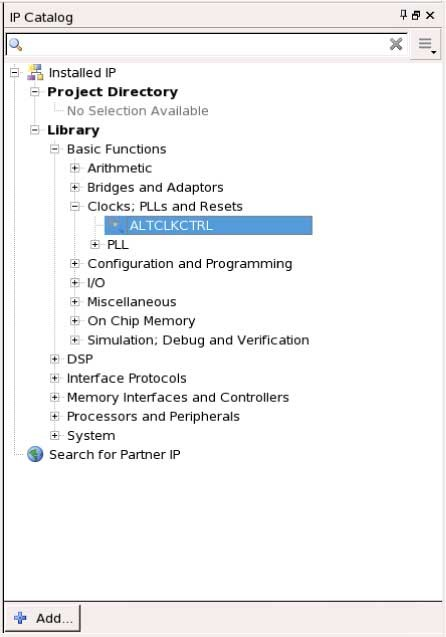 IP Catalog
Installed IP
Project Directory
No Selection Available
Library
Basic Functions
Arithmetic
Bridges and Adaptors
Clocks; PLLs and Resets
ALTCLKCTRL
PLL
Configuration and Programming
I/O
Miscellaneous
On Chip Memory
Simulation; Debug and Verification
DSP
Interface Protocols
Memory Interfaces and Controllers
Processors and Peripherals
System
Search for Partner IP
Add...